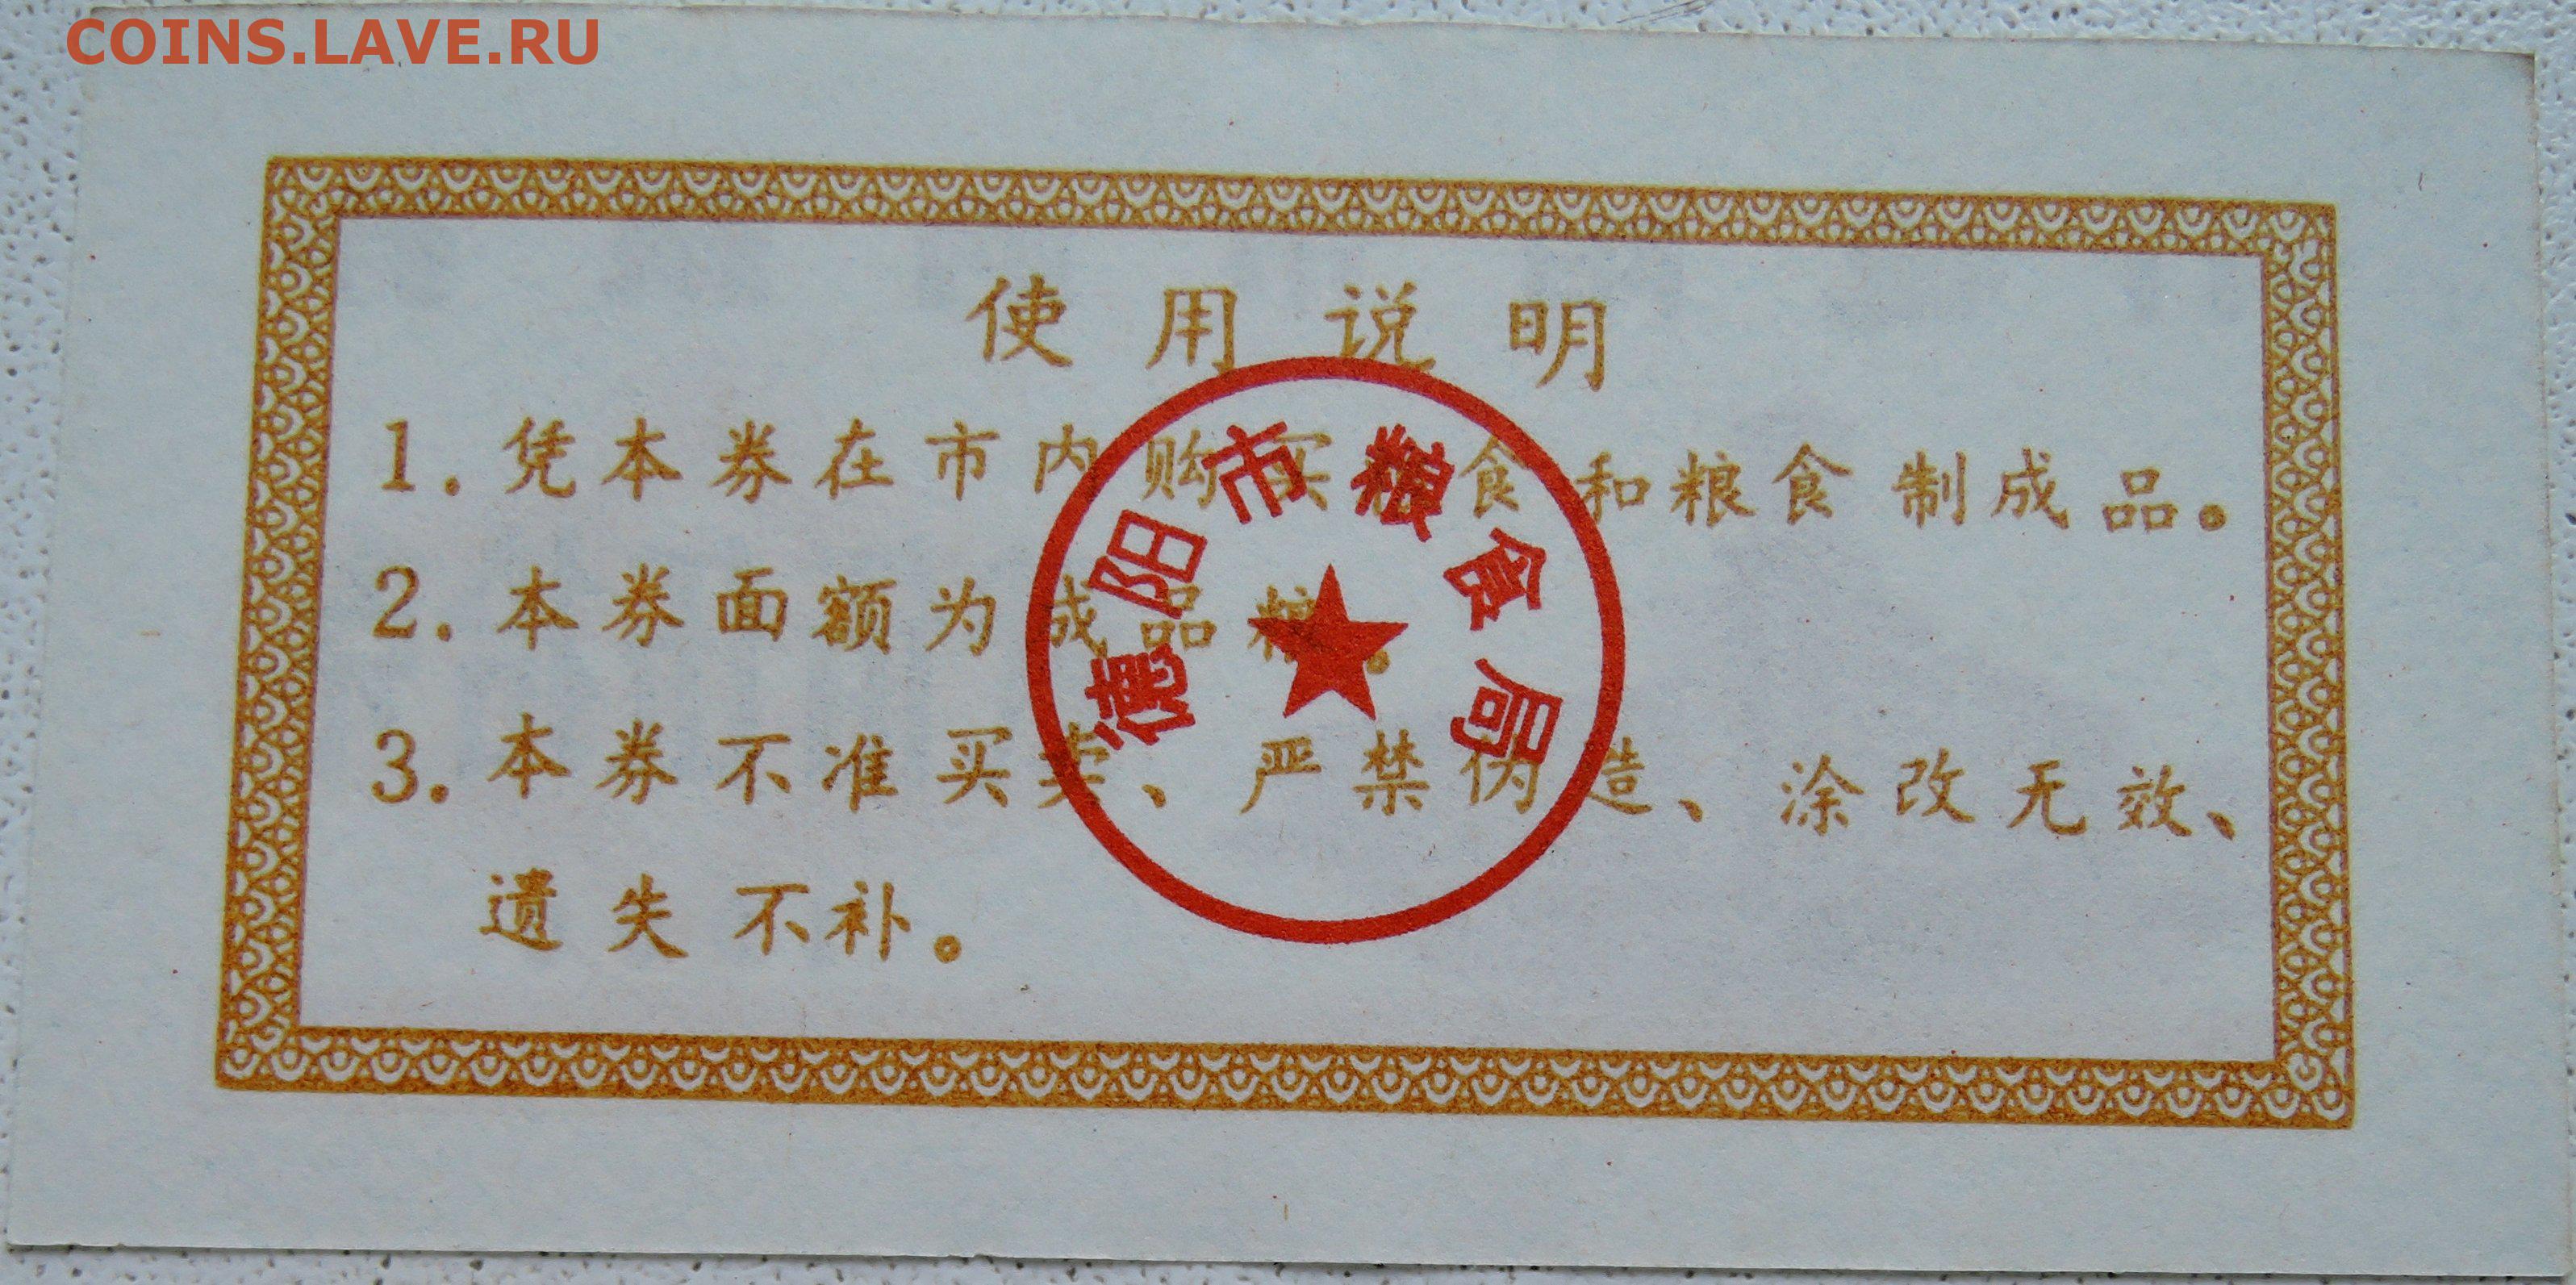 COINS.LAVE.RU
使用说明
1.凭本券在市内购买粮食和粮食制成品。
2.本券面额为成品粮。
3.本券不准买卖、严禁伪造、涂改无效、
遗失不补。
德阳市粮食局